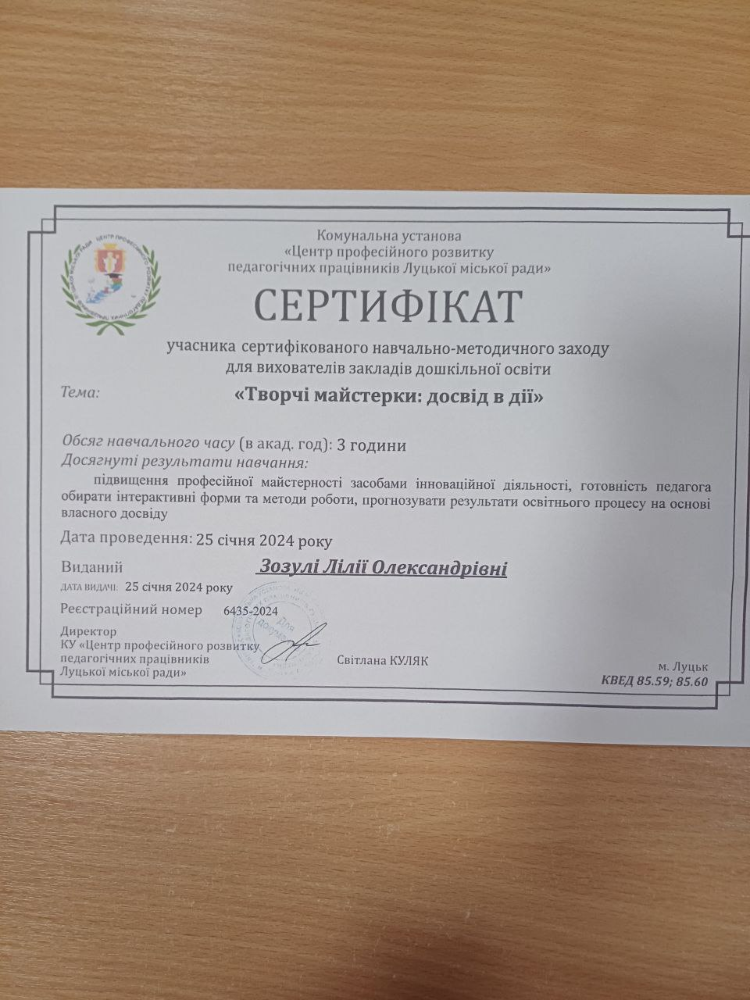 Комунальна установа
«Центр професійного розвитку
педагогічних працівників Луцької міської ради»
СЕРТИФІКАТ
учасника сертифікованого навчально-методичного заходу
для вихователів закладів дошкільної освіти
Тема: «Творчі майстерки: досвід в дії»
Обсяг навчального часу (в акад. год): 3 години
Досягнуті результати навчання:
підвищення професійної майстерності засобами інноваційної діяльності, готовність педагога
обирати інтерактивні форми та методи роботи, прогнозувати результати освітнього процесу на основі
власного досвіду
Дата проведення: 25 січня 2024 року
Виданий Зозулі Лілії Олександрівні
ДАТА ВИДАЧІ: 25 січня 2024 року
Реєстраційний номер 6435-2024
Директор
КУ «Центр професійного розвитку
педагогічних працівників
Луцької міської ради»
Світлана КУЛЯК
м. Луцьк
КВЕД 85.59; 85.60